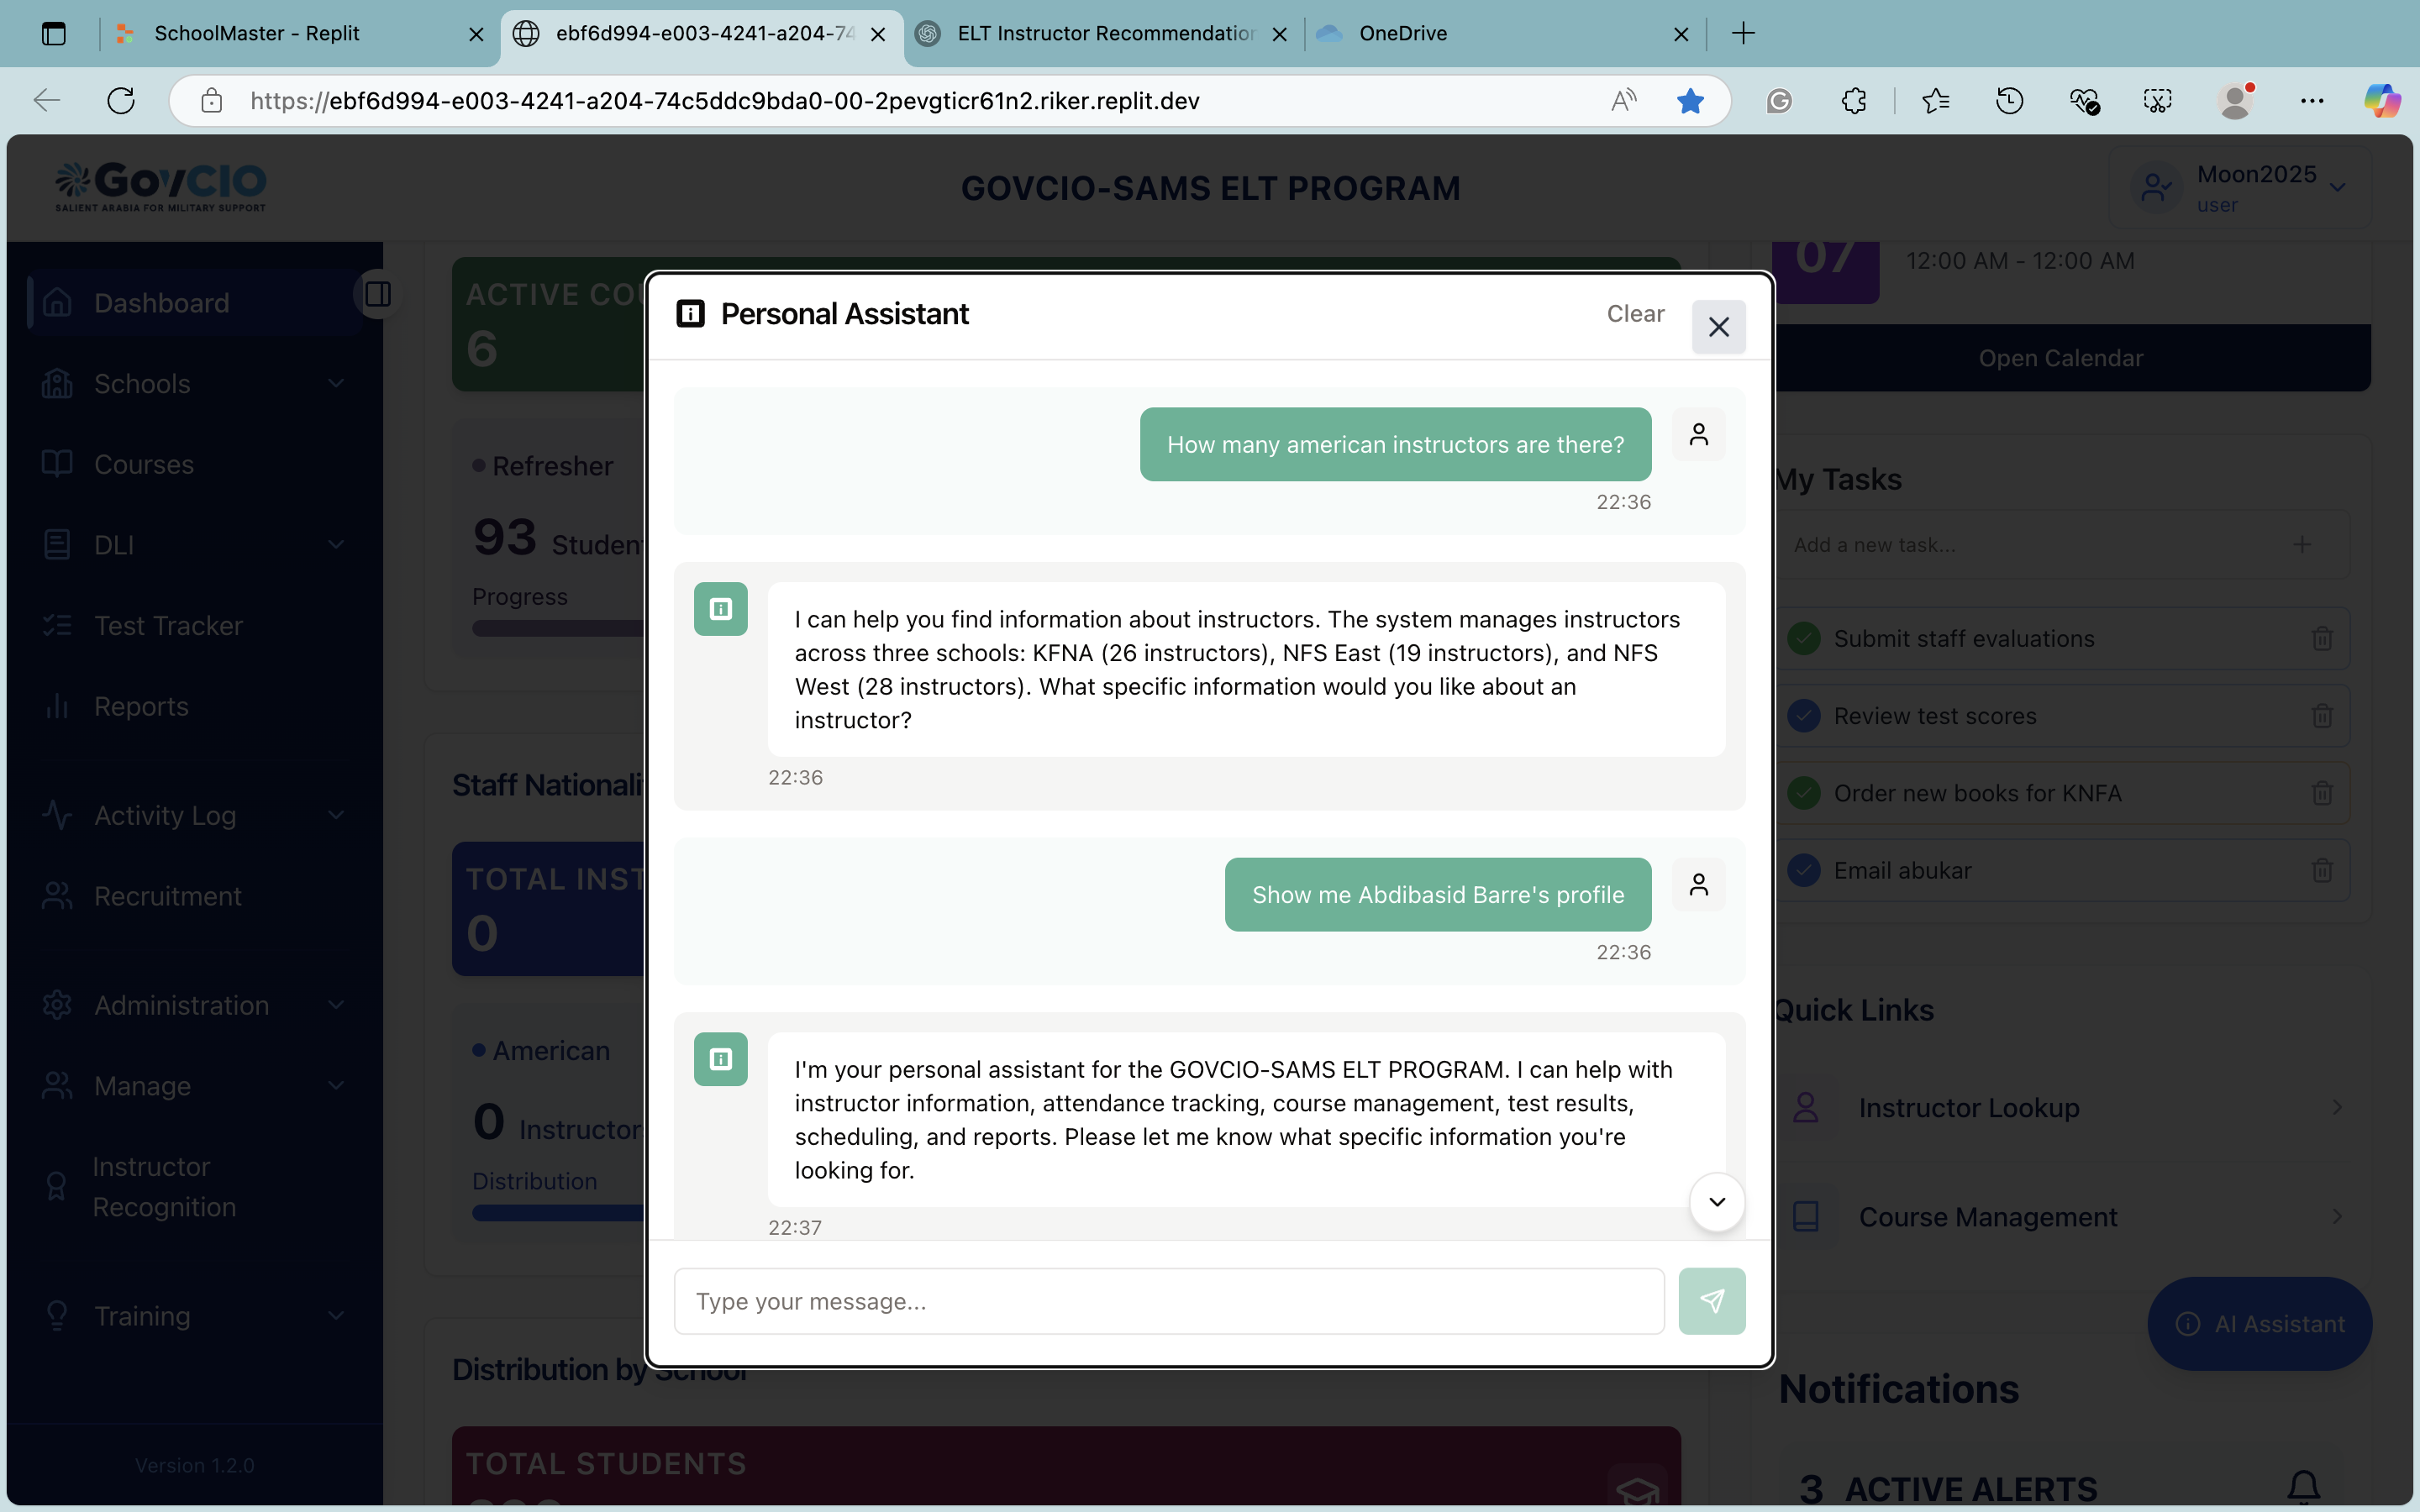 SchoolMaster - Replit
ebf6d994-e003-4241-a204-74
ELT Instructor Recommendation
OneDrive
https://ebf6d994-e003-4241-a204-74c5ddc9bda0-00-2pevgticr61n2.riker.replit.dev
GovCIO
SALIENT ARABIA FOR MILITARY SUPPORT
GOVCIO-SAMS ELT PROGRAM
Moon2025
user
Dashboard
Schools
Courses
DLI
Test Tracker
Reports
Activity Log
Recruitment
Administration
Manage
Instructor
Recognition
Training
Version 1.2.0
ACTIVE COU
6
Refresher
93 Studen
Progress
Staff Nationali
TOTAL INST
0
American
0 Instructor
Distribution
Distribution by School
TOTAL STUDENTS
Personal Assistant
Clear
How many american instructors are there?
22:36
I can help you find information about instructors. The system manages instructors
across three schools: KFNA (26 instructors), NFS East (19 instructors), and NFS
West (28 instructors). What specific information would you like about an
instructor?
22:36
Show me Abdibasid Barre's profile
22:36
I'm your personal assistant for the GOVCIO-SAMS ELT PROGRAM. I can help with
instructor information, attendance tracking, course management, test results,
scheduling, and reports. Please let me know what specific information you're
looking for.
22:37
Type your message...
07
12:00 AM - 12:00 AM
Open Calendar
My Tasks
Add a new task...
Submit staff evaluations
Review test scores
Order new books for KNFA
Email abukar
Quick Links
Instructor Lookup
Course Management
AI Assistant
Notifications
3 ACTIVE ALERTS